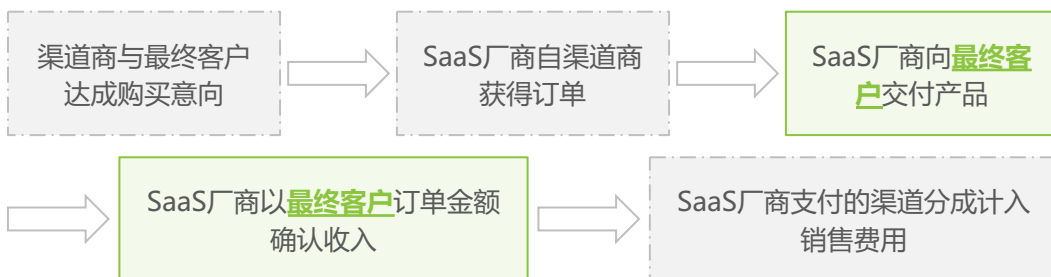 渠道商与最终客户
达成购买意向
SaaS厂商自渠道商
获得订单
SaaS厂商向最终客
户交付产品
SaaS厂商以最终客户订单金额
确认收入
SaaS厂商支付的渠道分成计入
销售费用